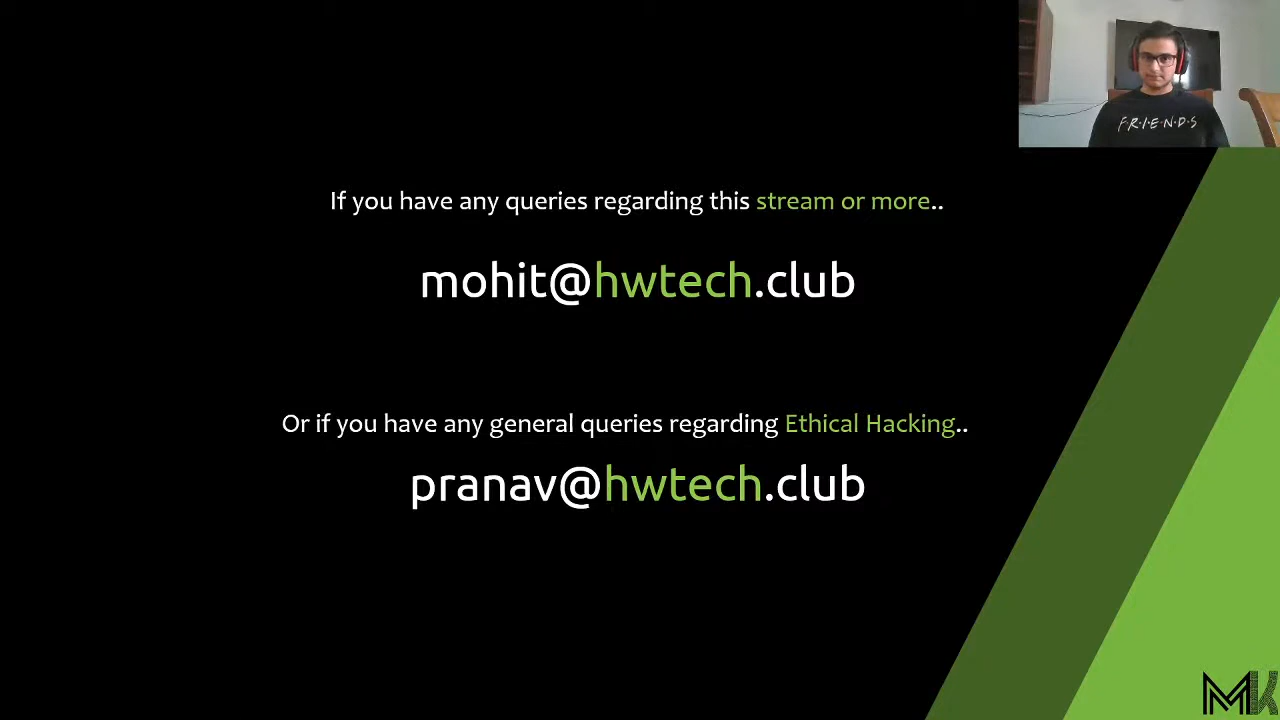 F·R·I·E·N·D·S
If you have any queries regarding this stream or more..
mohit@hwtech.club
Or if you have any general queries regarding Ethical Hacking..
pranav@hwtech.club
MK